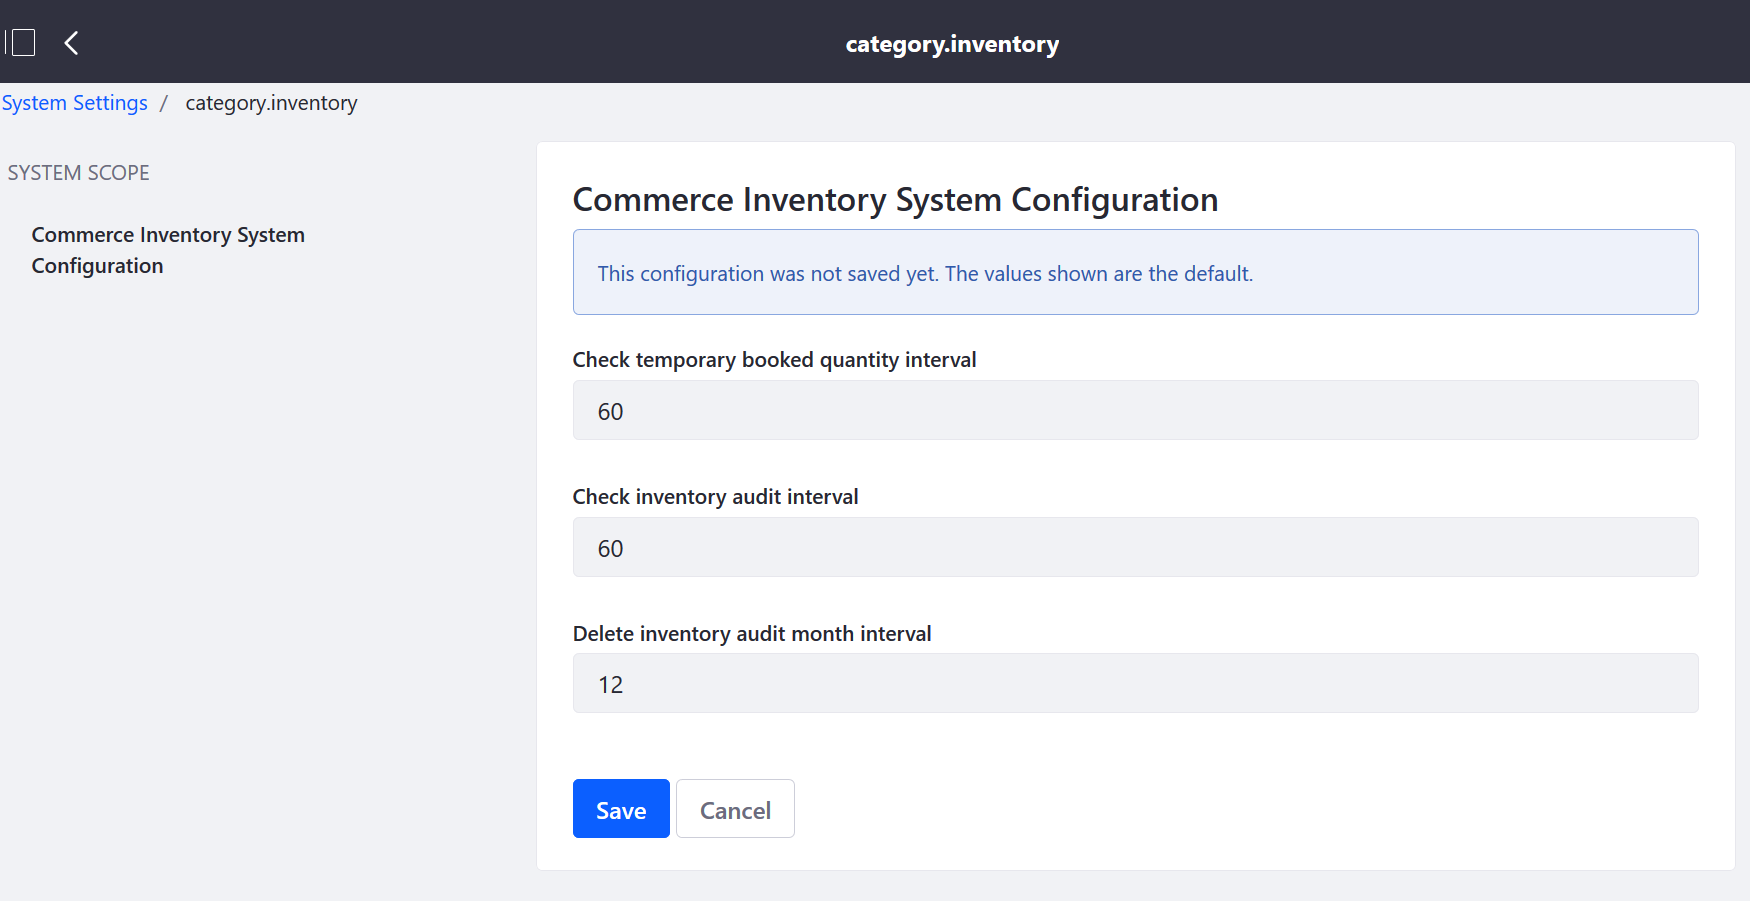 category.inventory
System Settings / category.inventory
SYSTEM SCOPE
Commerce Inventory System
Configuration
Commerce Inventory System Configuration
This configuration was not saved yet. The values shown are the default.
Check temporary booked quantity interval
60
Check inventory audit interval
60
Delete inventory audit month interval
12
Save Cancel